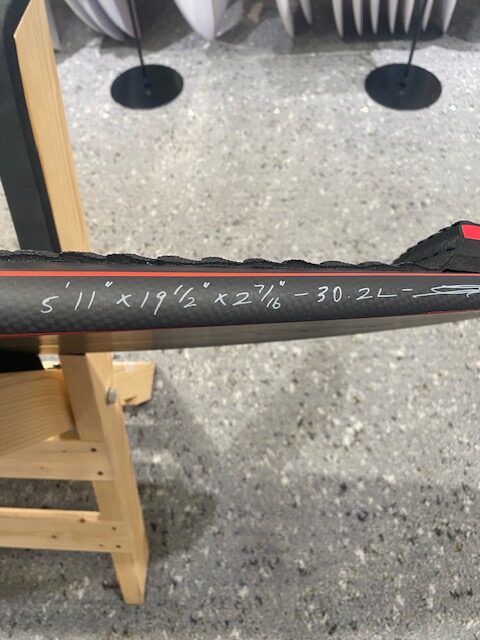 5'11" x 19 1/2" x 2 7/16" - 30.2L -